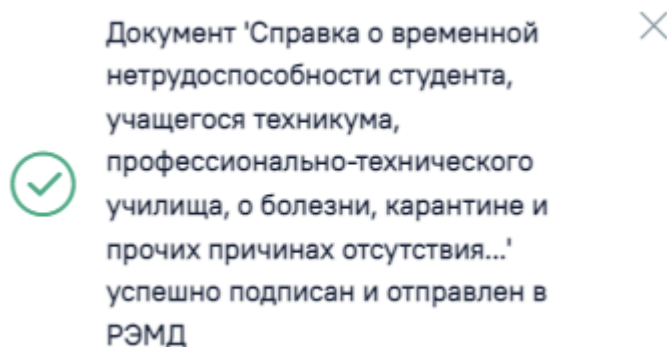 Документ 'Справка о временной
нетрудоспособности студента,
учащегося техникума,
профессионально-технического
училища, о болезни, карантине и
прочих причинах отсутствия...'
успешно подписан и отправлен в
РЭМД